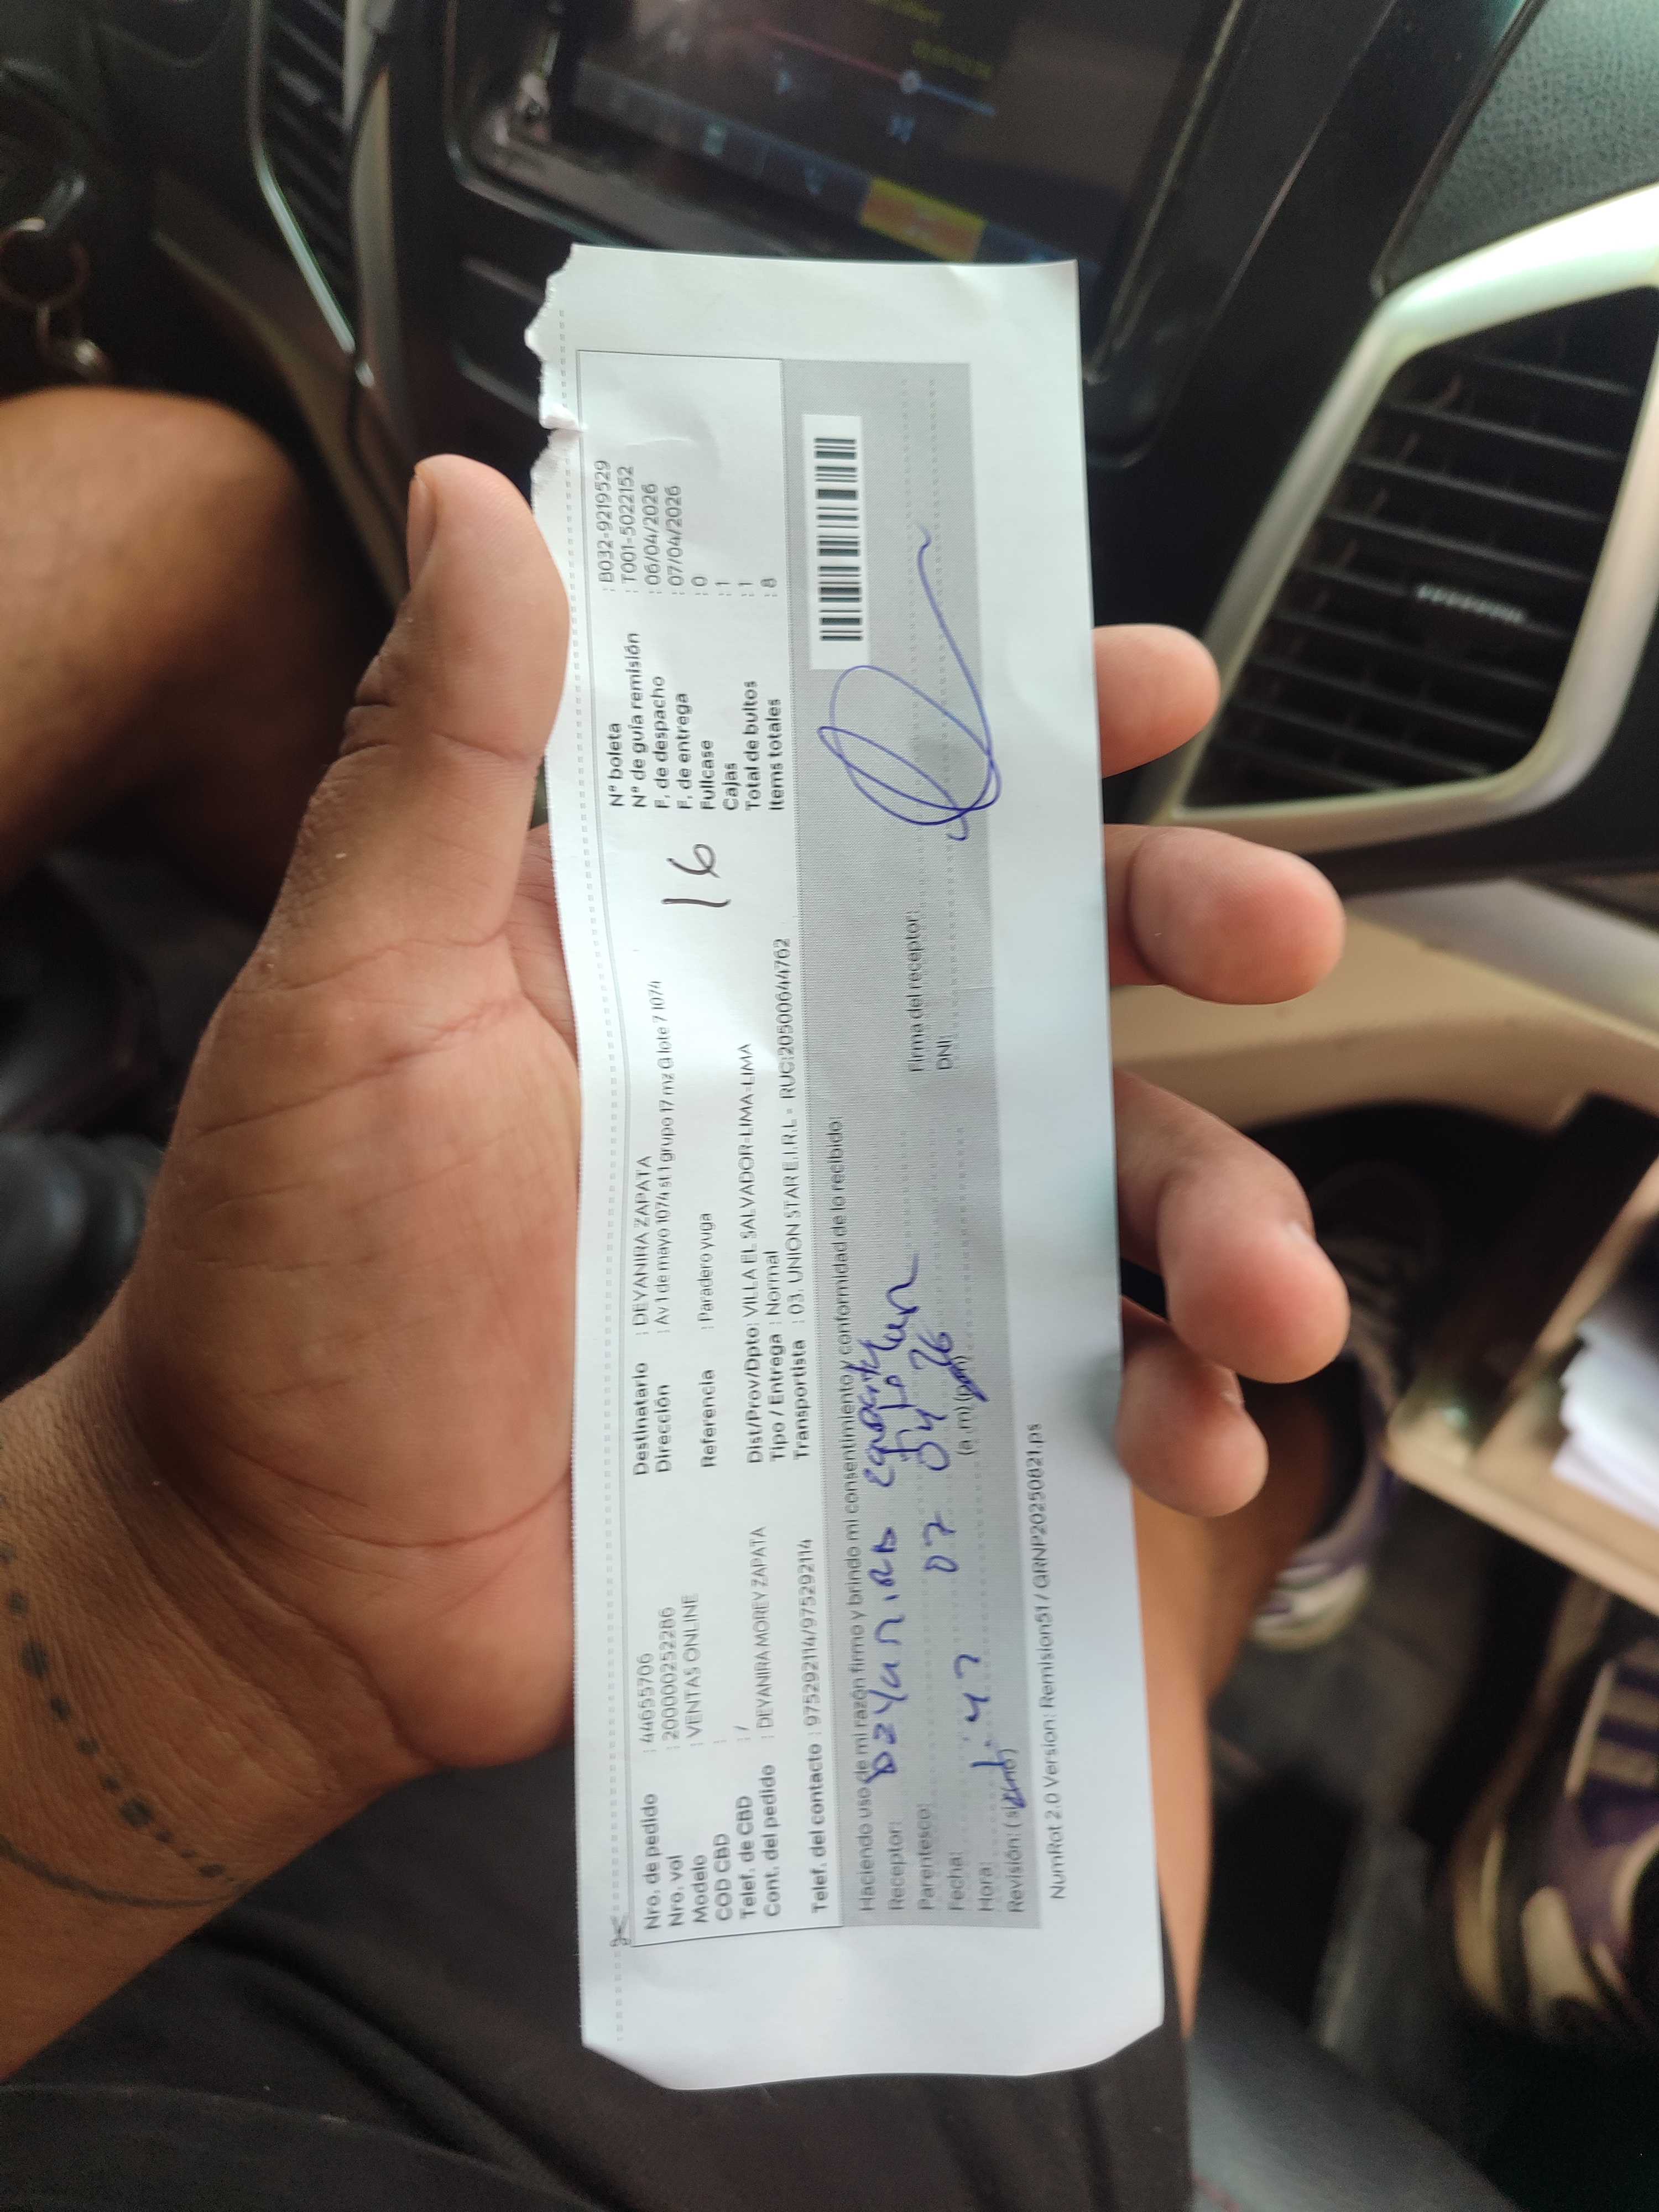 Nro. de pedido : 44655706
Nro. vol : 200000252286
Modelo : VENTAS ONLINE
COD CBD :
Telef. de CBD : /
Cont. del pedido : DEYANIRA MOREY ZAPATA
Telef. del contacto : 975292114/975292114
Destinatario : DEYANIRA ZAPATA
Dirección : Av 1 de mayo 1074 st 1 grupo 17 mz G lote 7 1074
Referencia : Paradero yuga
Dist/Prov/Dpto : VILLA EL SALVADOR-LIMA-LIMA
Tipo / Entrega : Normal
Transportista : 03. UNION STAR E.I.R.L - RUC:20500644762
16
N° boleta : B032-9219529
N° de guía remisión : T001-5022152
F. de despacho : 06/04/2026
F. de entrega : 07/04/2026
Fullcase : 0
Cajas : 1
Total de bultos : 1
Items totales : 8
Haciendo uso de mi razón firmo y brindo mi consentimiento y conformidad de lo recibido:
Receptor: Deyanira
Parentesco: titular
Fecha: 07 04 26
Hora: 1:47 (a.m) (p.m)
Firma del receptor:
DNI:
NumRot 2.0 Version: Remision51 / GRNP20250821.ps